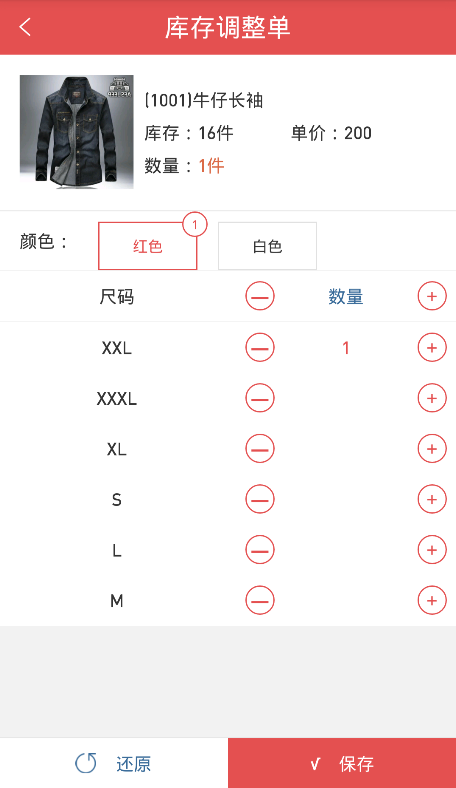 库存调整单
(1001)牛仔长袖
库存：16件 单价：200
数量：1件
颜色： 红色 1 白色
尺码 数量
XXL 1
XXXL
XL
S
L
M
还原 保存